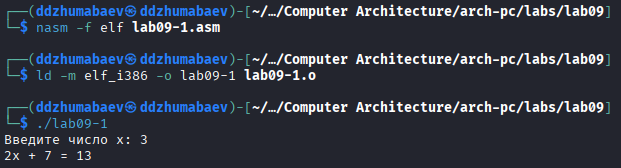 ┌──(ddzhumabaev㉿ddzhumabaev)-[~/…/Computer Architecture/arch-pc/labs/lab09]
└─$ nasm -f elf lab09-1.asm
┌──(ddzhumabaev㉿ddzhumabaev)-[~/…/Computer Architecture/arch-pc/labs/lab09]
└─$ ld -m elf_i386 -o lab09-1 lab09-1.o
┌──(ddzhumabaev㉿ddzhumabaev)-[~/…/Computer Architecture/arch-pc/labs/lab09]
└─$ ./lab09-1
Введите число x: 3
2x + 7 = 13